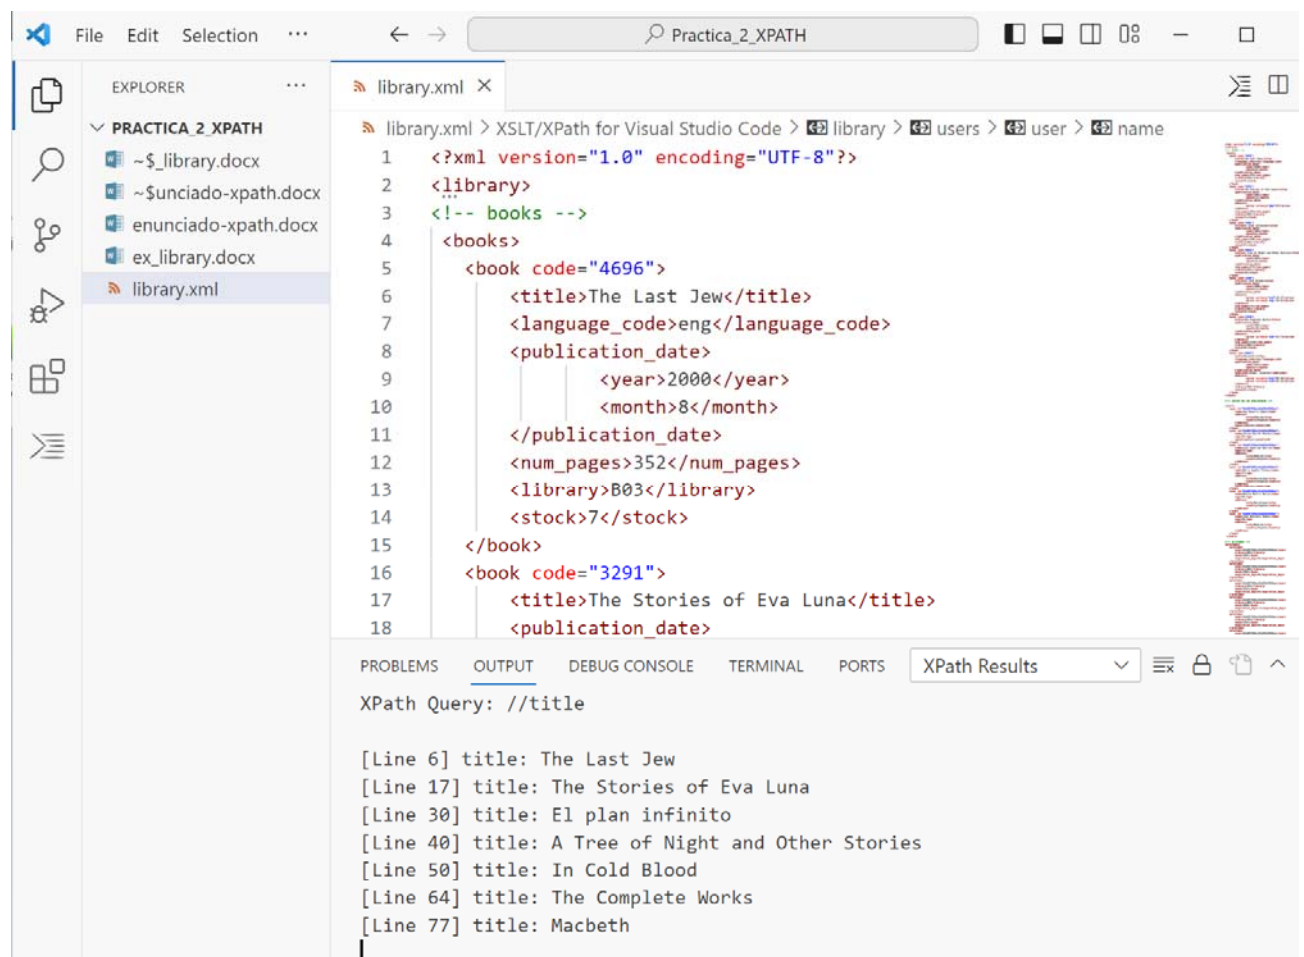 File Edit Selection ··· Practica_2_XPATH
EXPLORER ···
PRACTICA_2_XPATH
~$_library.docx
~$unciado-xpath.docx
enunciado-xpath.docx
ex_library.docx
library.xml
library.xml
library.xml > XSLT/XPath for Visual Studio Code > library > users > user > name
1 <?xml version="1.0" encoding="UTF-8"?>
2 <library>
3 <!-- books -->
4 <books>
5 <book code="4696">
6 <title>The Last Jew</title>
7 <language_code>eng</language_code>
8 <publication_date>
9 <year>2000</year>
10 <month>8</month>
11 </publication_date>
12 <num_pages>352</num_pages>
13 <library>B03</library>
14 <stock>7</stock>
15 </book>
16 <book code="3291">
17 <title>The Stories of Eva Luna</title>
18 <publication_date>
PROBLEMS OUTPUT DEBUG CONSOLE TERMINAL PORTS XPath Results
XPath Query: //title
[Line 6] title: The Last Jew
[Line 17] title: The Stories of Eva Luna
[Line 30] title: El plan infinito
[Line 40] title: A Tree of Night and Other Stories
[Line 50] title: In Cold Blood
[Line 64] title: The Complete Works
[Line 77] title: Macbeth